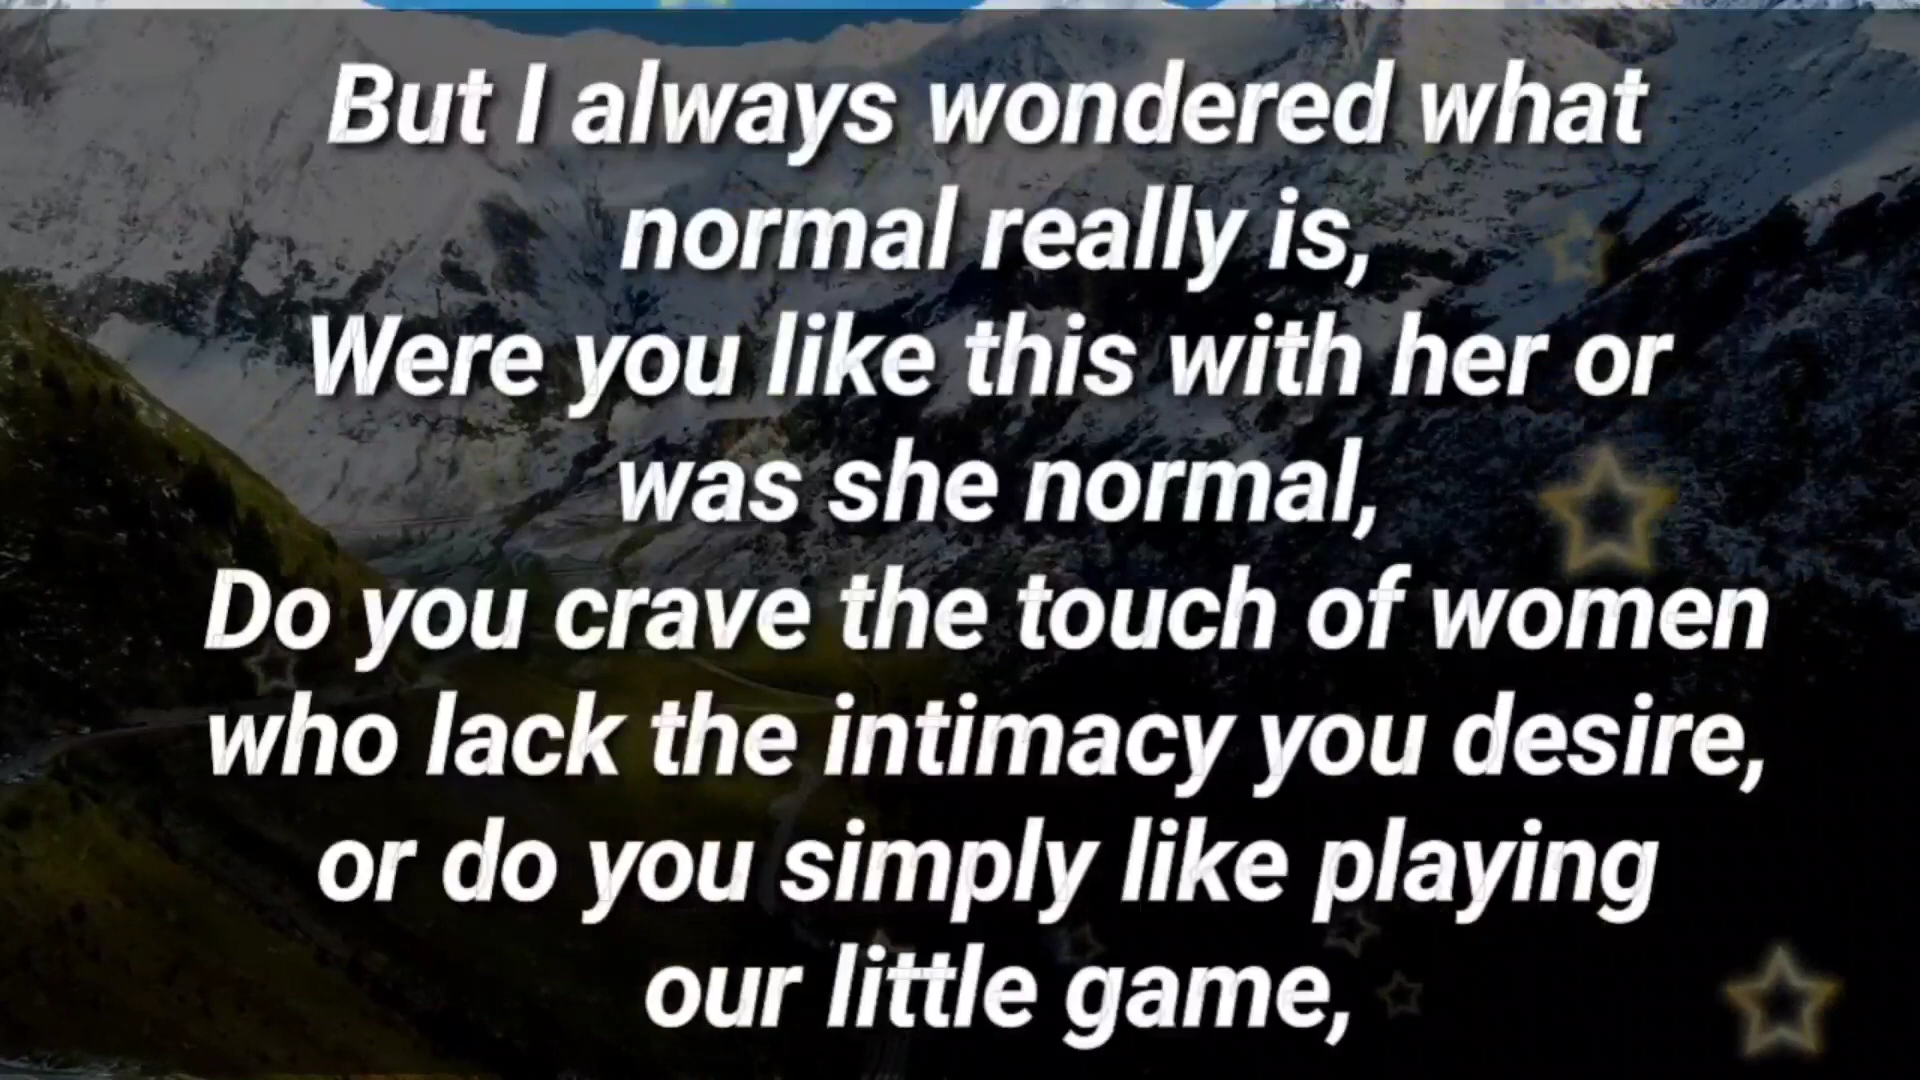 But I always wondered what
normal really is,
Were you like this with her or
was she normal,
Do you crave the touch of women
who lack the intimacy you desire,
or do you simply like playing
our little game,